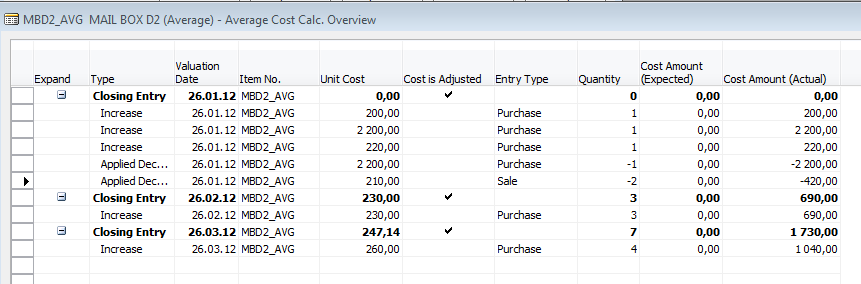 MBD2_AVG MAIL BOX D2 (Average) - Average Cost Calc. Overview
Expand Type Valuation Date Item No. Unit Cost Cost is Adjusted Entry Type Quantity Cost Amount (Expected) Cost Amount (Actual)
Closing Entry 26.01.12 MBD2_AVG 0,00 ✓ 0 0,00 0,00
Increase 26.01.12 MBD2_AVG 200,00 Purchase 1 0,00 200,00
Increase 26.01.12 MBD2_AVG 2 200,00 Purchase 1 0,00 2 200,00
Increase 26.01.12 MBD2_AVG 220,00 Purchase 1 0,00 220,00
Applied Dec... 26.01.12 MBD2_AVG 2 200,00 Purchase -1 0,00 -2 200,00
Applied Dec... 26.01.12 MBD2_AVG 210,00 Sale -2 0,00 -420,00
Closing Entry 26.02.12 MBD2_AVG 230,00 ✓ 3 0,00 690,00
Increase 26.02.12 MBD2_AVG 230,00 Purchase 3 0,00 690,00
Closing Entry 26.03.12 MBD2_AVG 247,14 ✓ 7 0,00 1 730,00
Increase 26.03.12 MBD2_AVG 260,00 Purchase 4 0,00 1 040,00